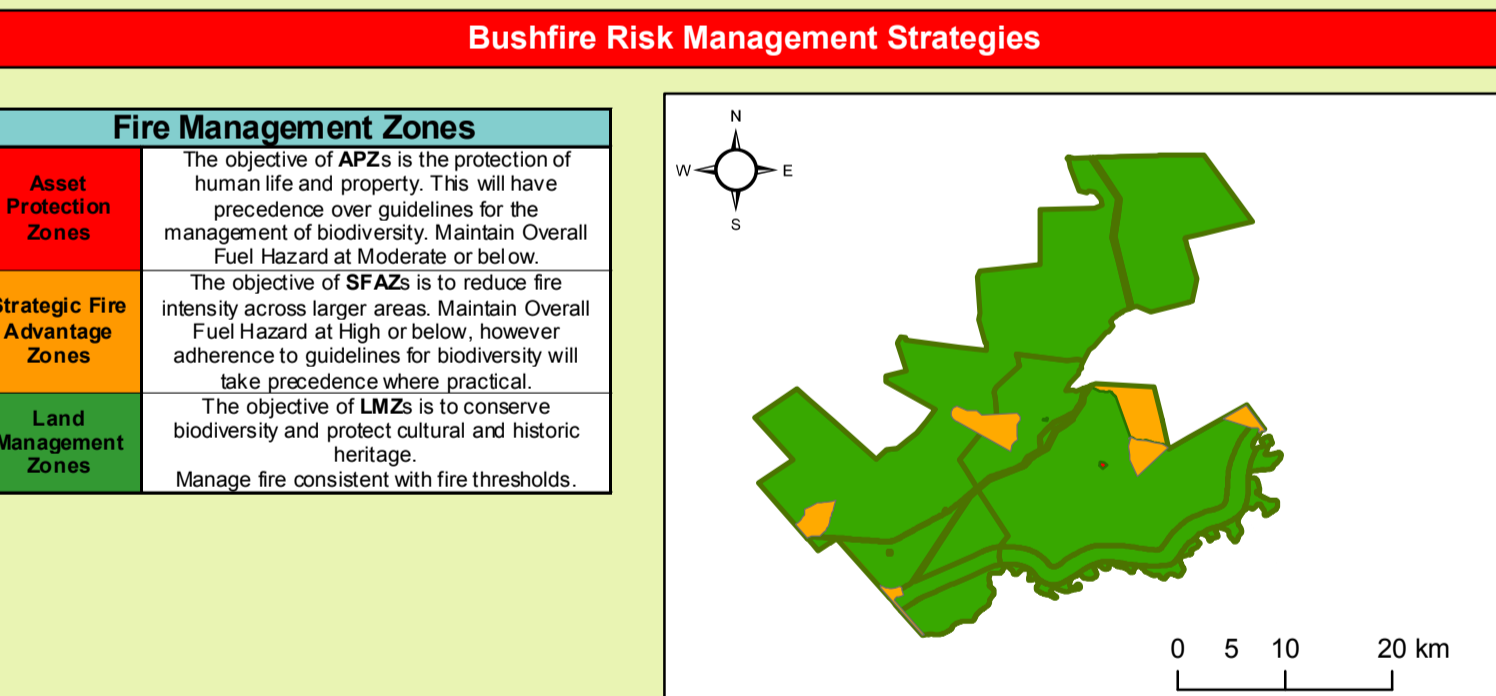 Bushfire Risk Management Strategies
Fire Management Zones
Asset
Protection
Zones
The objective of APZs is the protection of
human life and property. This will have
precedence over guidelines for the
management of biodiversity. Maintain Overall
Fuel Hazard at Moderate or below.
Strategic Fire
Advantage
Zones
The objective of SFAZs is to reduce fire
intensity across larger areas. Maintain Overall
Fuel Hazard at High or below, however
adherence to guidelines for biodiversity will
take precedence where practical.
Land
Management
Zones
The objective of LMZs is to conserve
biodiversity and protect cultural and historic
heritage.
Manage fire consistent with fire thresholds.
N
W E
S
0 5 10 20 km